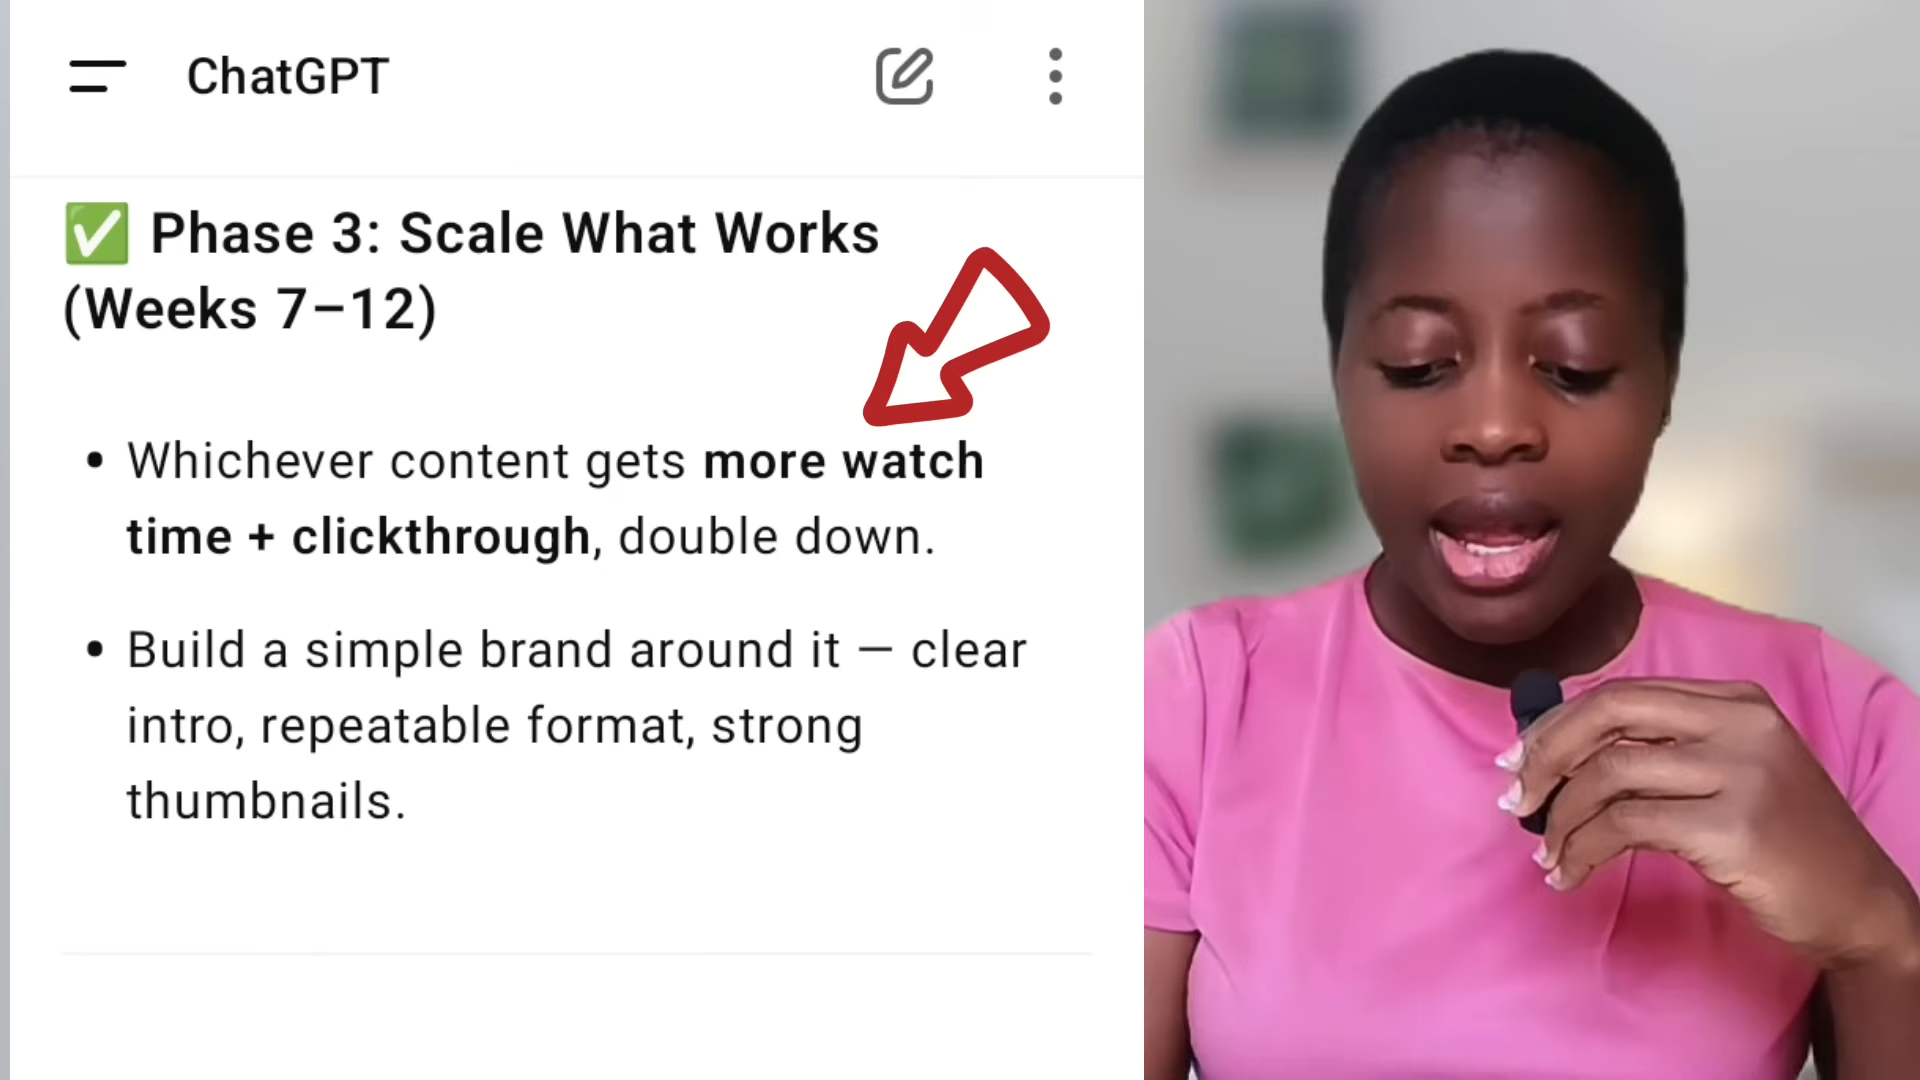 ChatGPT
✅ Phase 3: Scale What Works
(Weeks 7–12)
• Whichever content gets more watch
time + clickthrough, double down.
• Build a simple brand around it — clear
intro, repeatable format, strong
thumbnails.